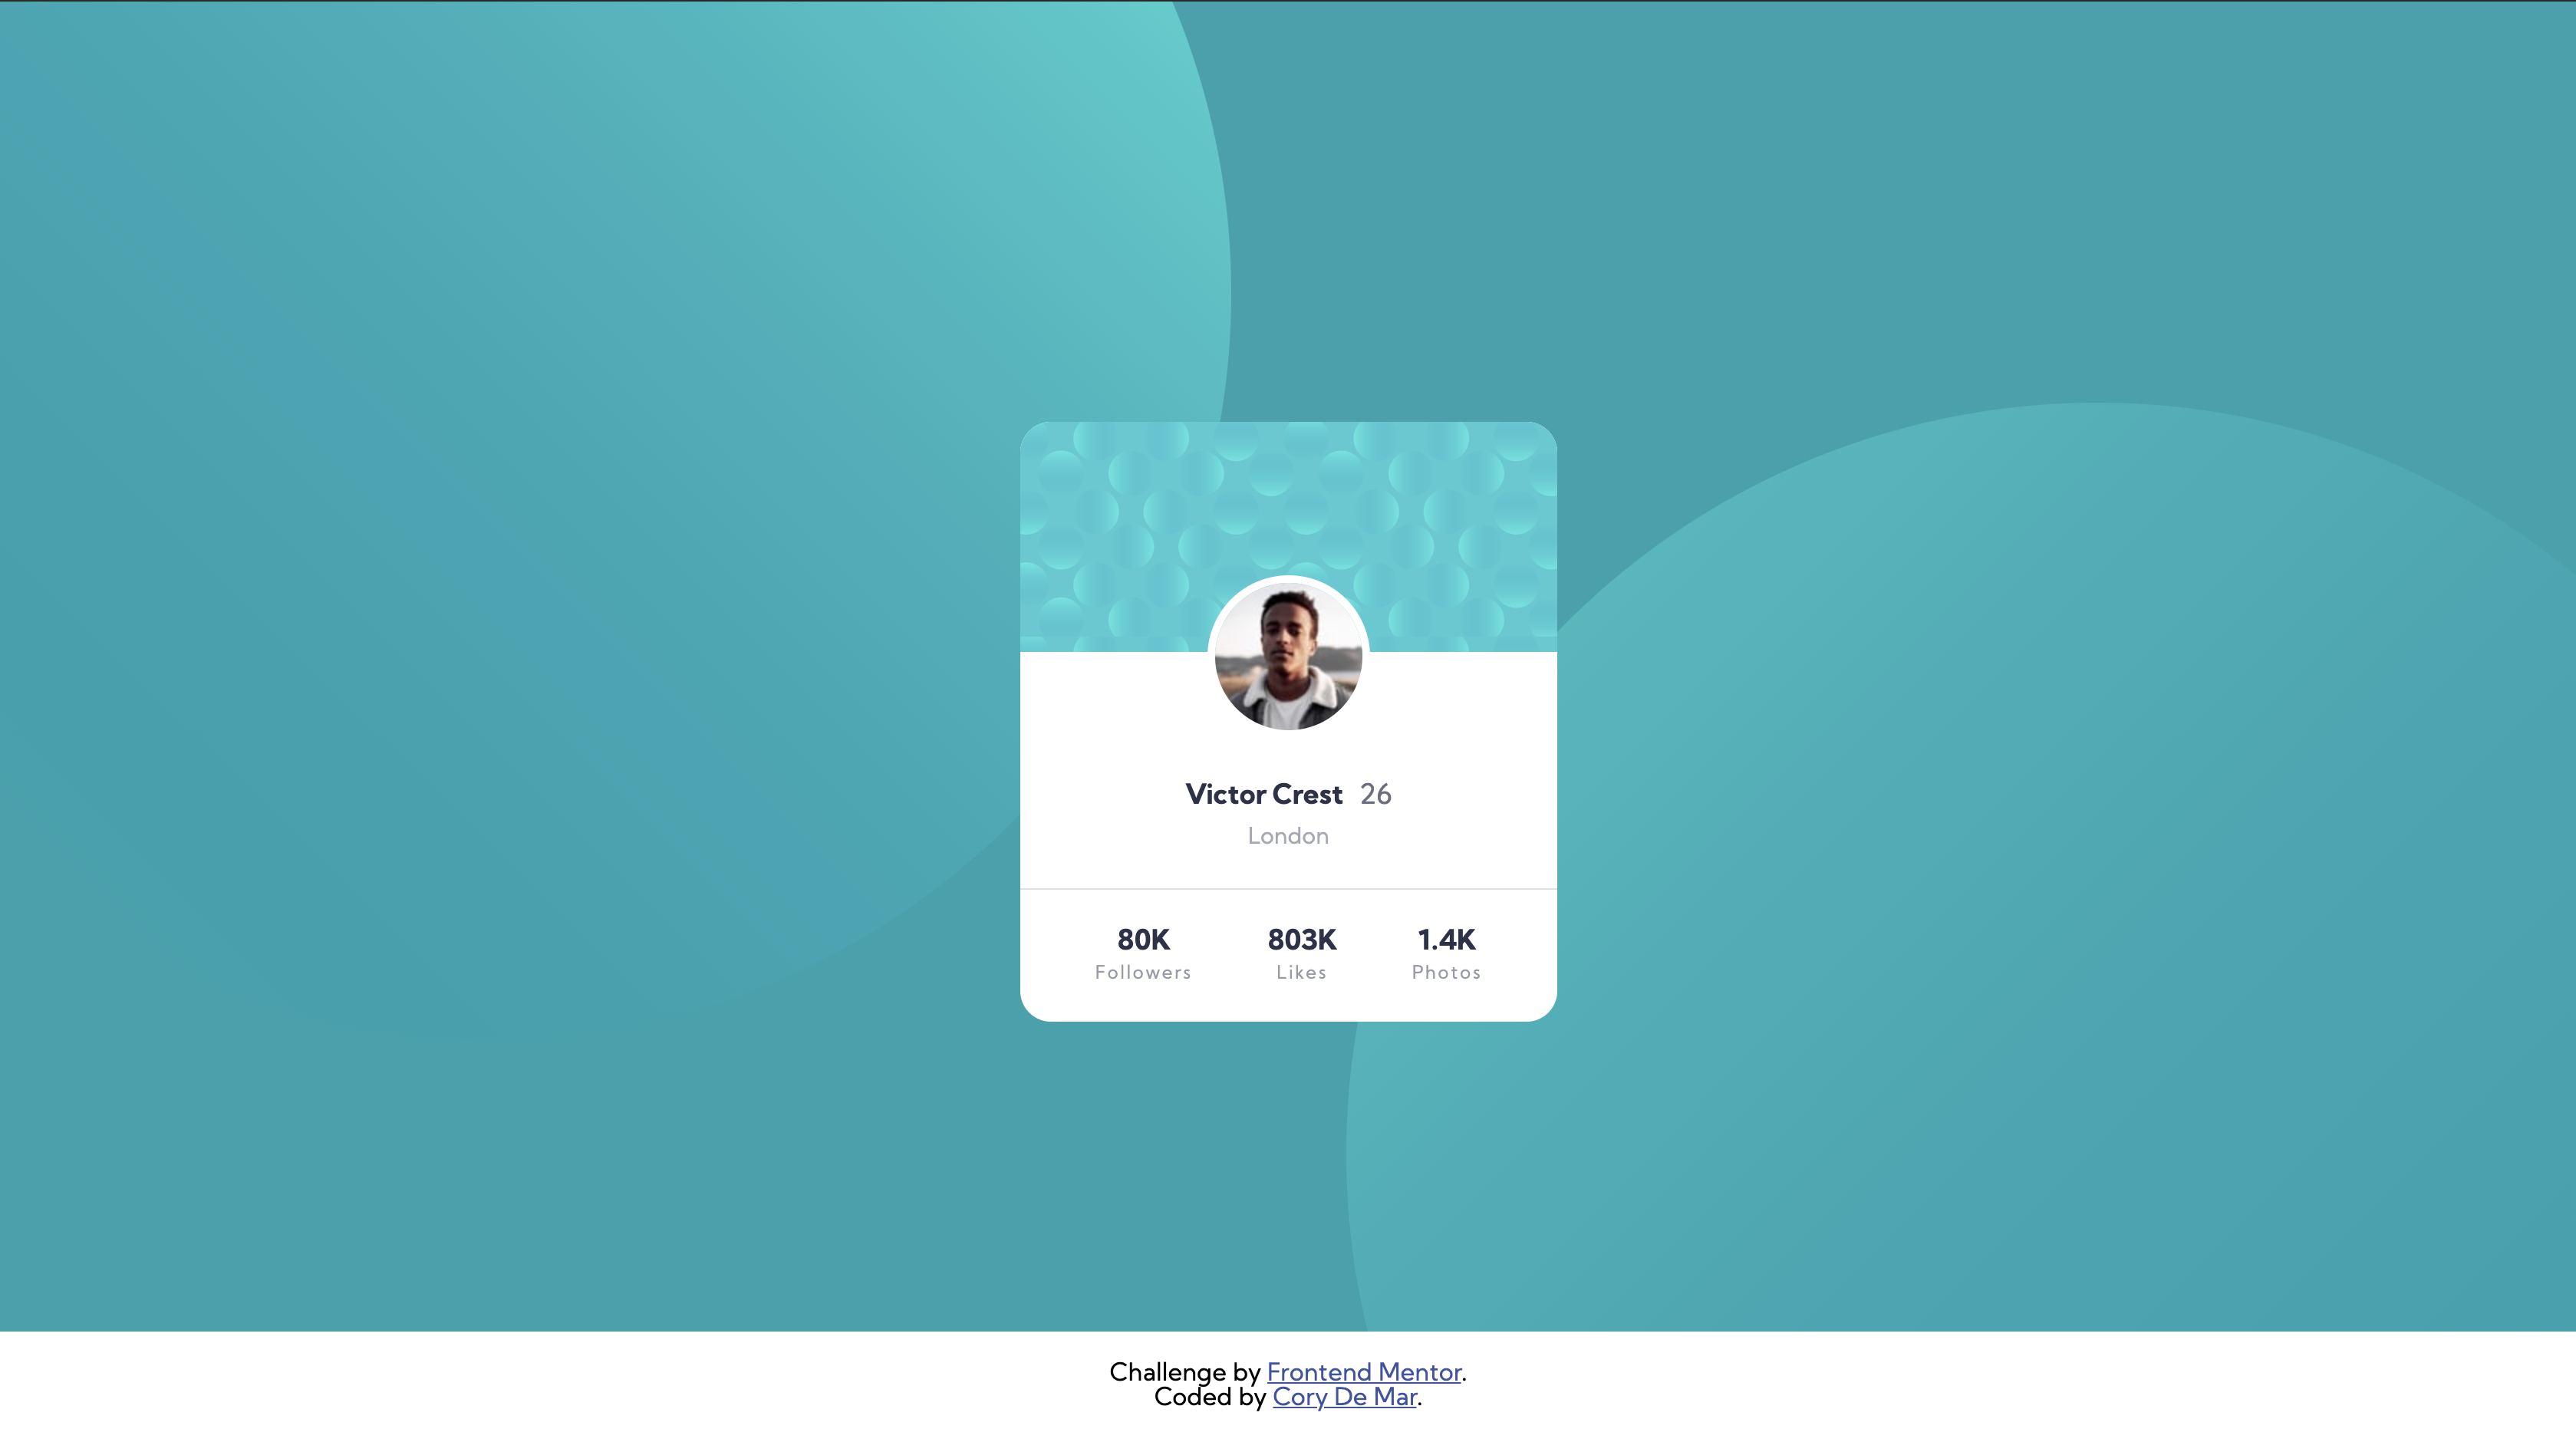 Victor Crest 26
London
80K 803K 1.4K
Followers Likes Photos
Challenge by Frontend Mentor.
Coded by Cory De Mar.